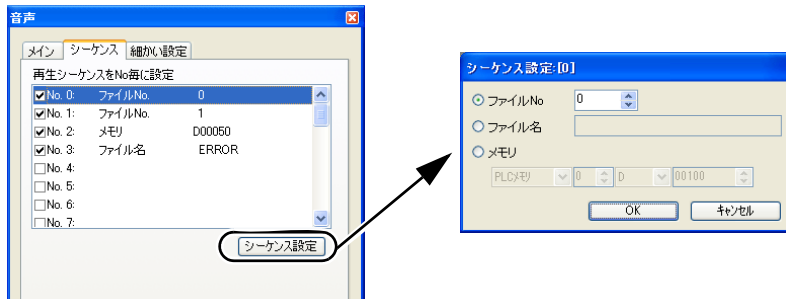 音声
メイン シーケンス 細かい設定
再生シーケンスをNo毎に設定
No. 0: ファイルNo. 0
No. 1: ファイルNo. 1
No. 2: メモリ D00050
No. 3: ファイル名 ERROR
No. 4:
No. 5:
No. 6:
No. 7:
シーケンス設定
シーケンス設定:[0]
ファイルNo 0
ファイル名
メモリ
PLCメモリ 0 D 00100
OK キャンセル